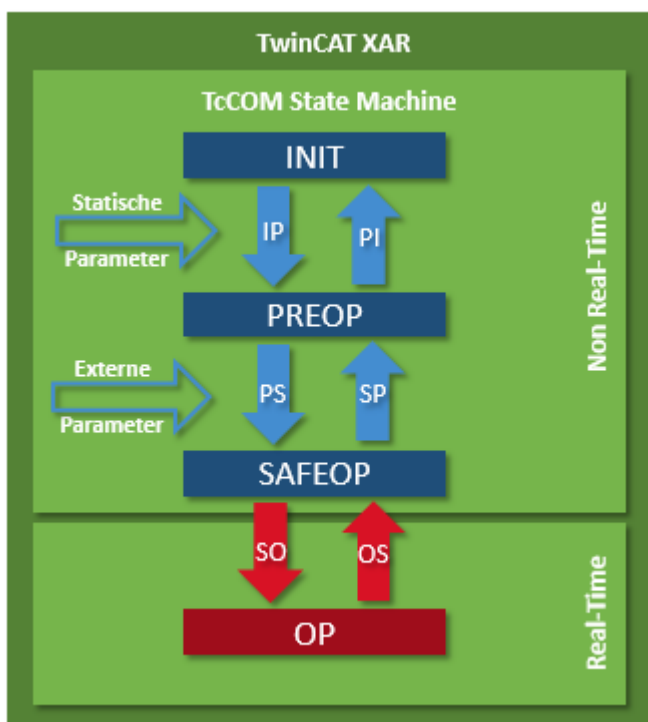 TwinCAT XAR
TcCOM State Machine
INIT
Statische
Parameter
IP
PI
PREOP
Externe
Parameter
PS
SP
SAFEOP
Non Real-Time
SO
OS
OP
Real-Time